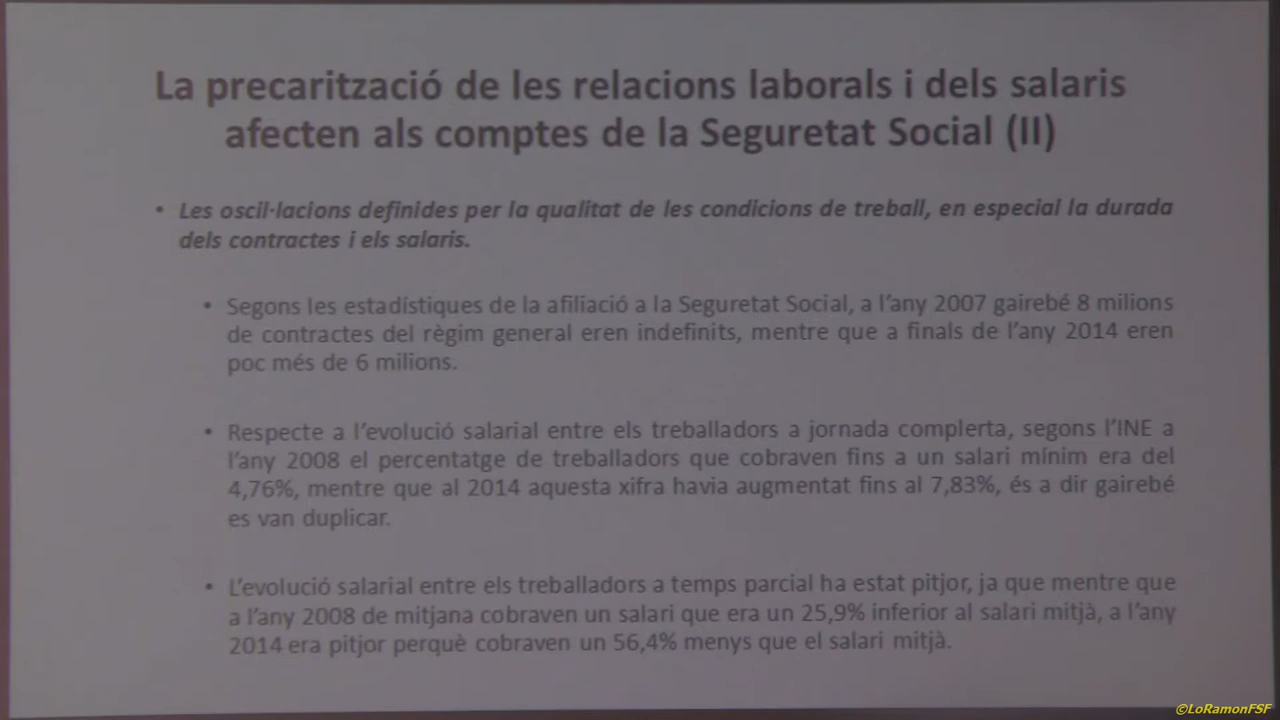 La precarització de les relacions laborals i dels salaris
afecten als comptes de la Seguretat Social (II)
• Les oscil·lacions definides per la qualitat de les condicions de treball, en especial la durada
dels contractes i els salaris.
• Segons les estadístiques de la afiliació a la Seguretat Social, a l'any 2007 gairebé 8 milions
de contractes del règim general eren indefinits, mentre que a finals de l'any 2014 eren
poc més de 6 milions.
• Respecte a l'evolució salarial entre els treballadors a jornada complerta, segons l'INE a
l'any 2008 el percentatge de treballadors que cobraven fins a un salari mínim era del
4,76%, mentre que al 2014 aquesta xifra havia augmentat fins al 7,83%, és a dir gairebé
es van duplicar.
• L'evolució salarial entre els treballadors a temps parcial ha estat pitjor, ja que mentre que
a l'any 2008 de mitjana cobraven un salari que era un 25,9% inferior al salari mitjà, a l'any
2014 era pitjor perquè cobraven un 56,4% menys que el salari mitjà.
©LoRamonFSF